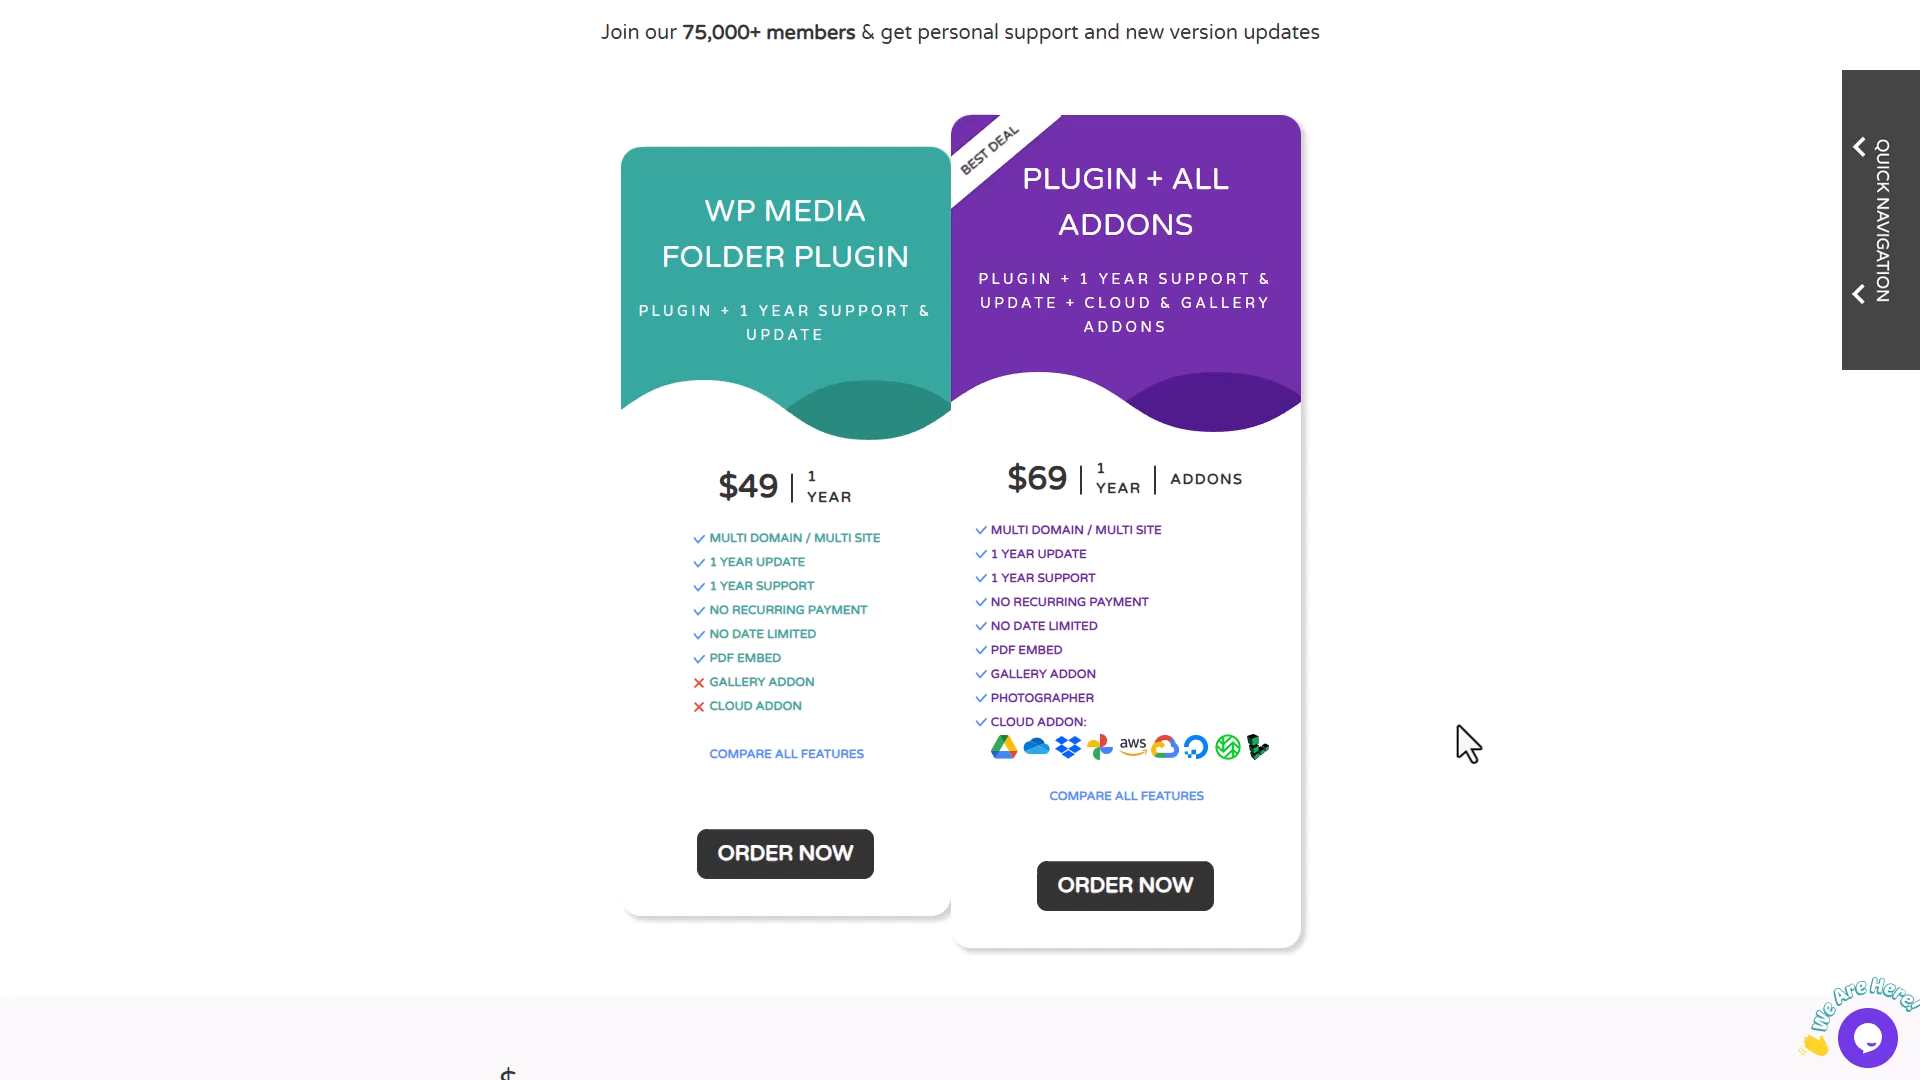 Join our 75,000+ members & get personal support and new version updates
QUICK NAVIGATION
WP MEDIA
FOLDER PLUGIN
PLUGIN + 1 YEAR SUPPORT &
UPDATE
$49
1
YEAR
MULTI DOMAIN / MULTI SITE
1 YEAR UPDATE
1 YEAR SUPPORT
NO RECURRING PAYMENT
NO DATE LIMITED
PDF EMBED
GALLERY ADDON
CLOUD ADDON
COMPARE ALL FEATURES
ORDER NOW
BEST DEAL
PLUGIN + ALL
ADDONS
PLUGIN + 1 YEAR SUPPORT &
UPDATE + CLOUD & GALLERY
ADDONS
$69
1
YEAR
ADDONS
MULTI DOMAIN / MULTI SITE
1 YEAR UPDATE
1 YEAR SUPPORT
NO RECURRING PAYMENT
NO DATE LIMITED
PDF EMBED
GALLERY ADDON
PHOTOGRAPHER
CLOUD ADDON:
aws
COMPARE ALL FEATURES
ORDER NOW
We Are Here!